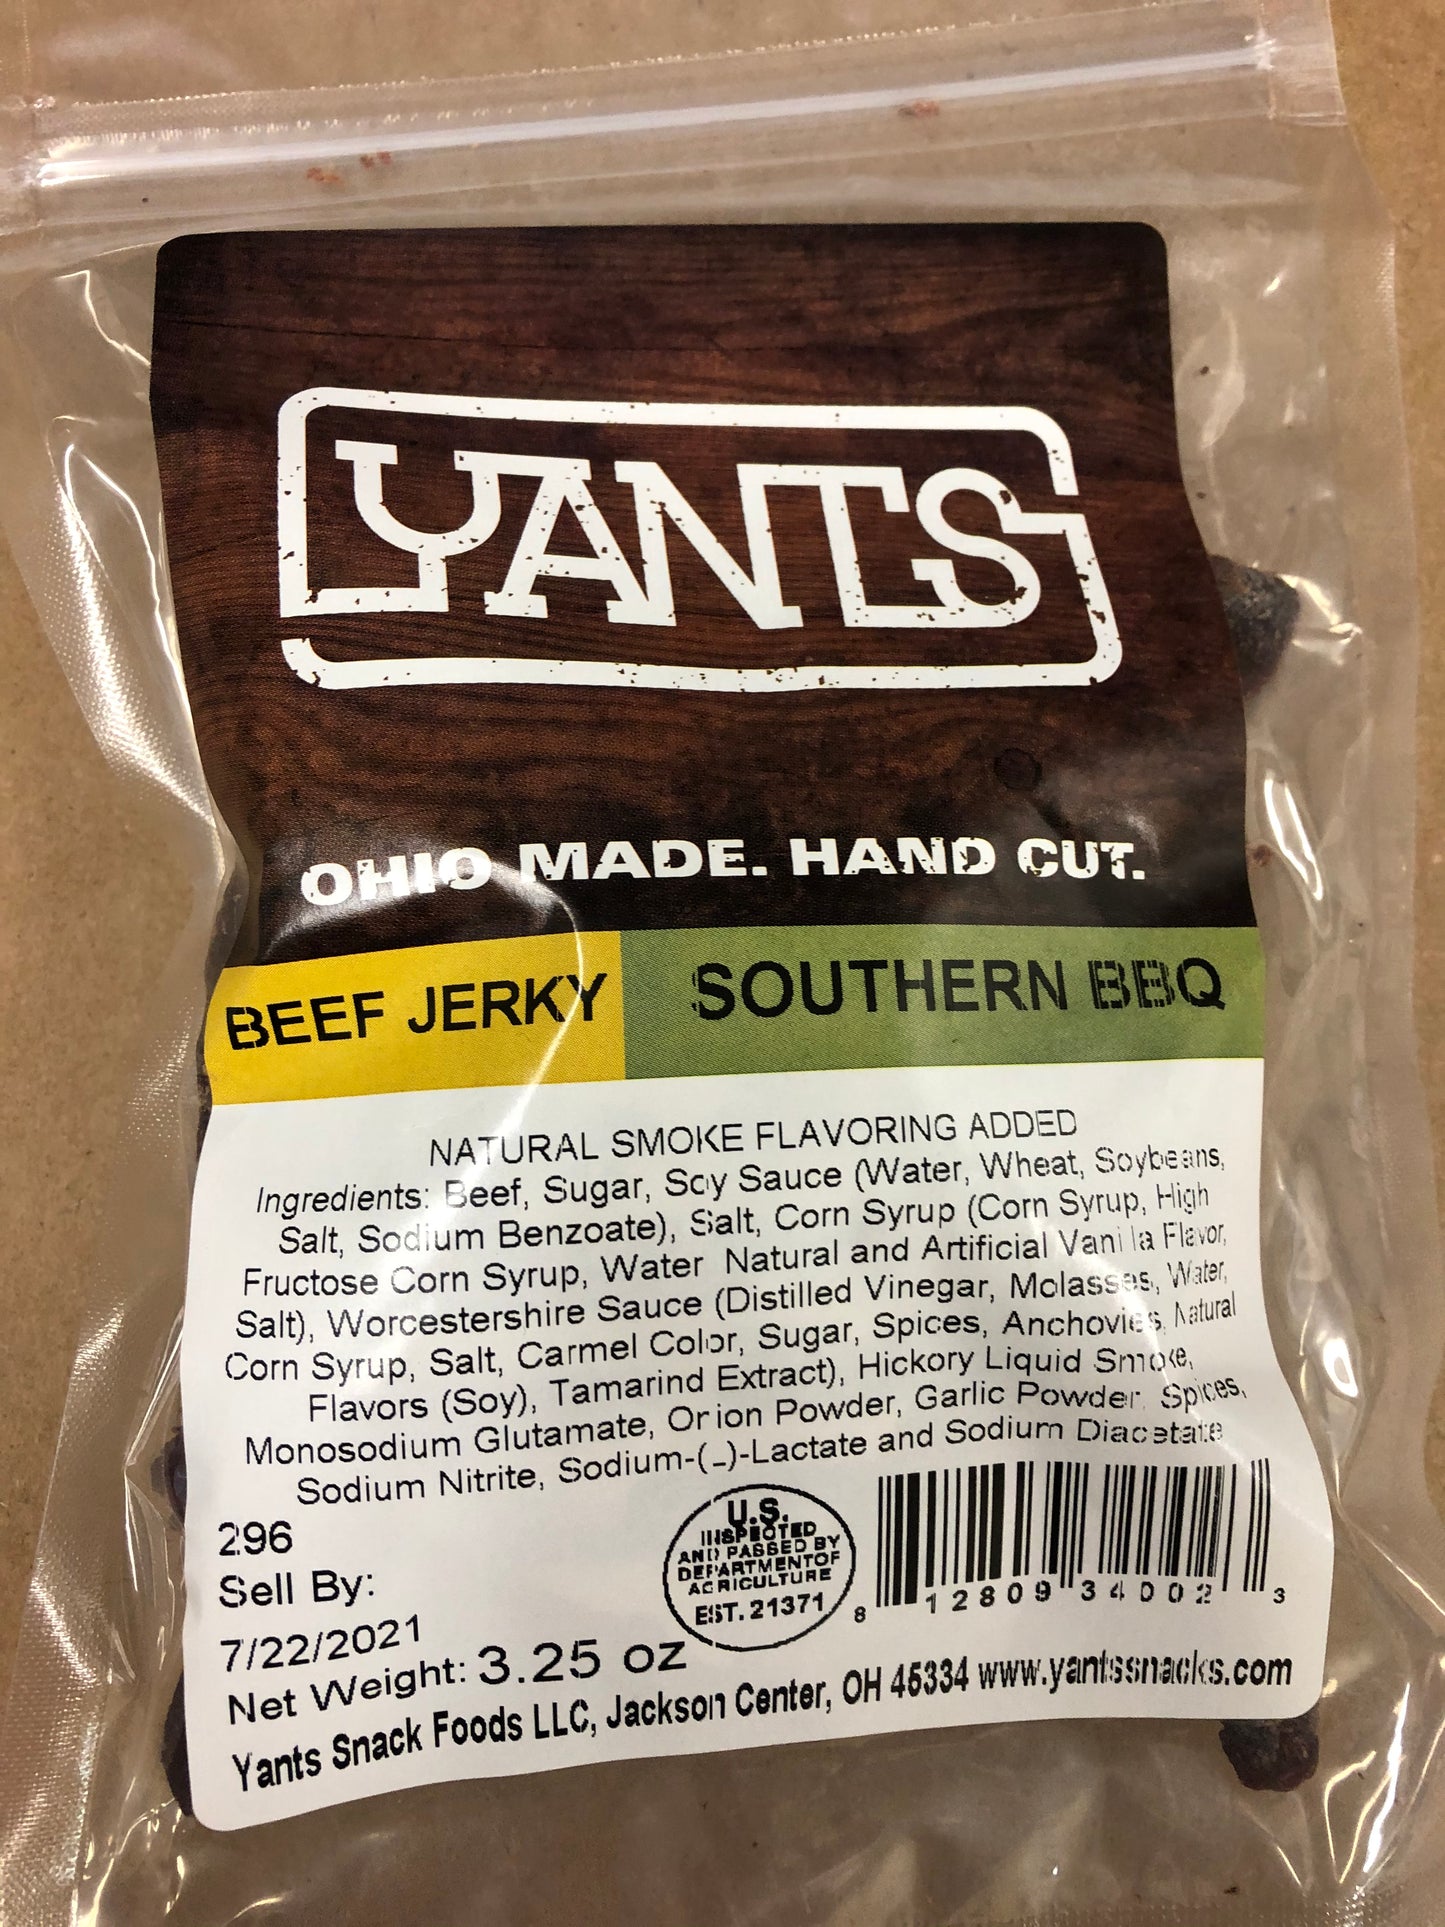 YANTS
OHIO MADE. HAND CUT.
BEEF JERKY SOUTHERN BBQ
NATURAL SMOKE FLAVORING ADDED
Ingredients: Beef, Sugar, Soy Sauce (Water, Wheat, Soybeans,
Salt, Sodium Benzoate), Salt, Corn Syrup (Corn Syrup, High
Fructose Corn Syrup, Water Natural and Artificial Vanilla Flavor,
Salt), Worcestershire Sauce (Distilled Vinegar, Molasses, Water,
Corn Syrup, Salt, Carmel Color, Sugar, Spices, Anchovies, Natural
Flavors (Soy), Tamarind Extract), Hickory Liquid Smoke,
Monosodium Glutamate, Onion Powder, Garlic Powder, Spices,
Sodium Nitrite, Sodium-(L)-Lactate and Sodium Diacetate
296
Sell By:
7/22/2021
Net Weight: 3.25 oz
U.S.
INSPECTED
AND PASSED BY
DEPARTMENT OF
AGRICULTURE
EST. 21371
8 12809 34002 3
Yants Snack Foods LLC, Jackson Center, OH 45334 www.yantssnacks.com